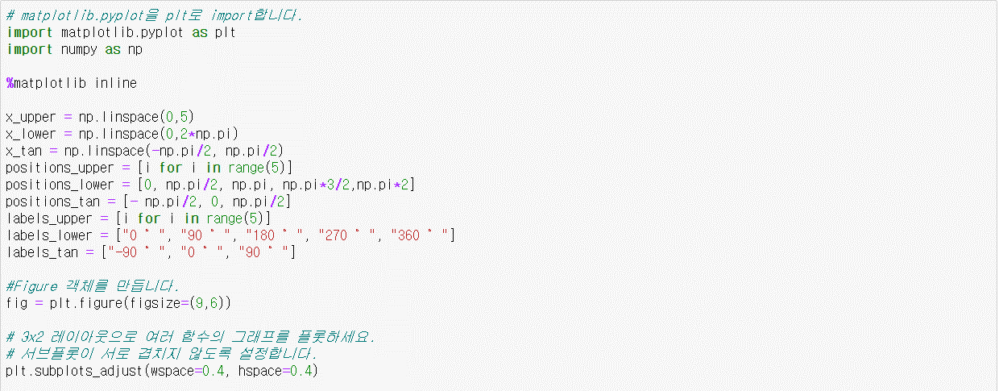 # matplotlib.pyplot을 plt로 import합니다.
import matplotlib.pyplot as plt
import numpy as np
%matplotlib inline
x_upper = np.linspace(0,5)
x_lower = np.linspace(0,2*np.pi)
x_tan = np.linspace(-np.pi/2, np.pi/2)
positions_upper = [i for i in range(5)]
positions_lower = [0, np.pi/2, np.pi, np.pi*3/2,np.pi*2]
positions_tan = [- np.pi/2, 0, np.pi/2]
labels_upper = [i for i in range(5)]
labels_lower = ["0 ° ", "90 ° ", "180 ° ", "270 ° ", "360 ° "]
labels_tan = ["-90 ° ", "0 ° ", "90 ° "]
#Figure 객체를 만듭니다.
fig = plt.figure(figsize=(9,6))
# 3x2 레이아웃으로 여러 함수의 그래프를 플롯하세요.
# 서브플롯이 서로 겹치지 않도록 설정합니다.
plt.subplots_adjust(wspace=0.4, hspace=0.4)